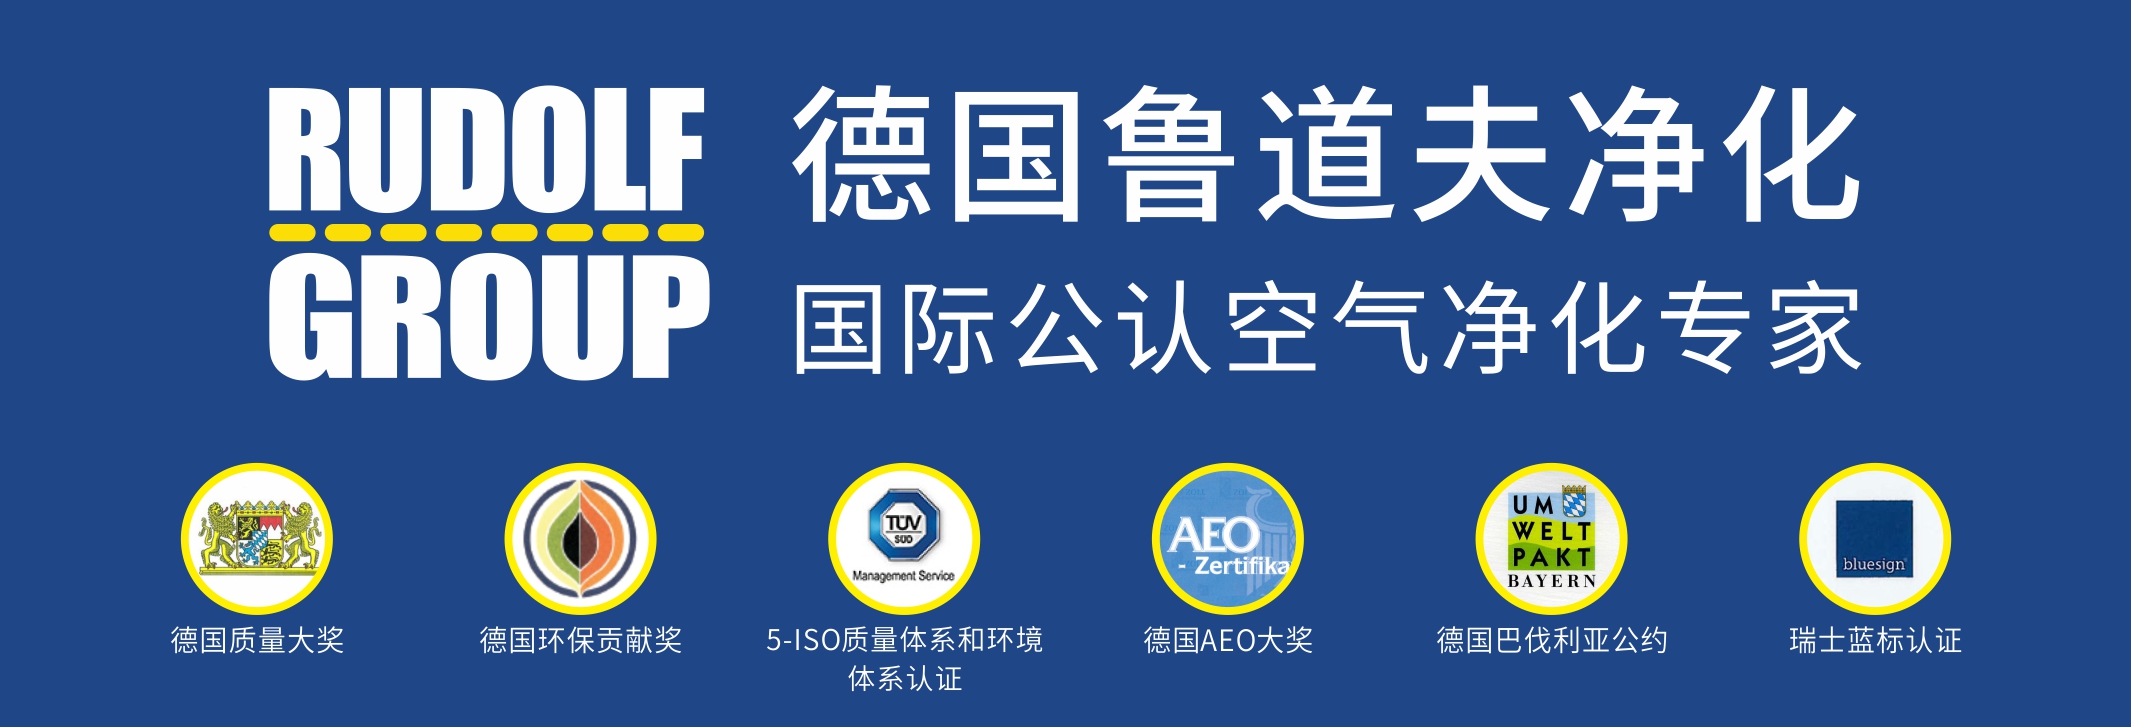 RUDOLF
GROUP
德国鲁道夫净化
国际公认空气净化专家
TÜV
SÜD
Management Service
AEO
- Zertifika
UM
WELT
PAKT
BAYERN
bluesign®
德国质量大奖
德国环保贡献奖
5-ISO质量体系和环境
体系认证
德国AEO大奖
德国巴伐利亚公约
瑞士蓝标认证